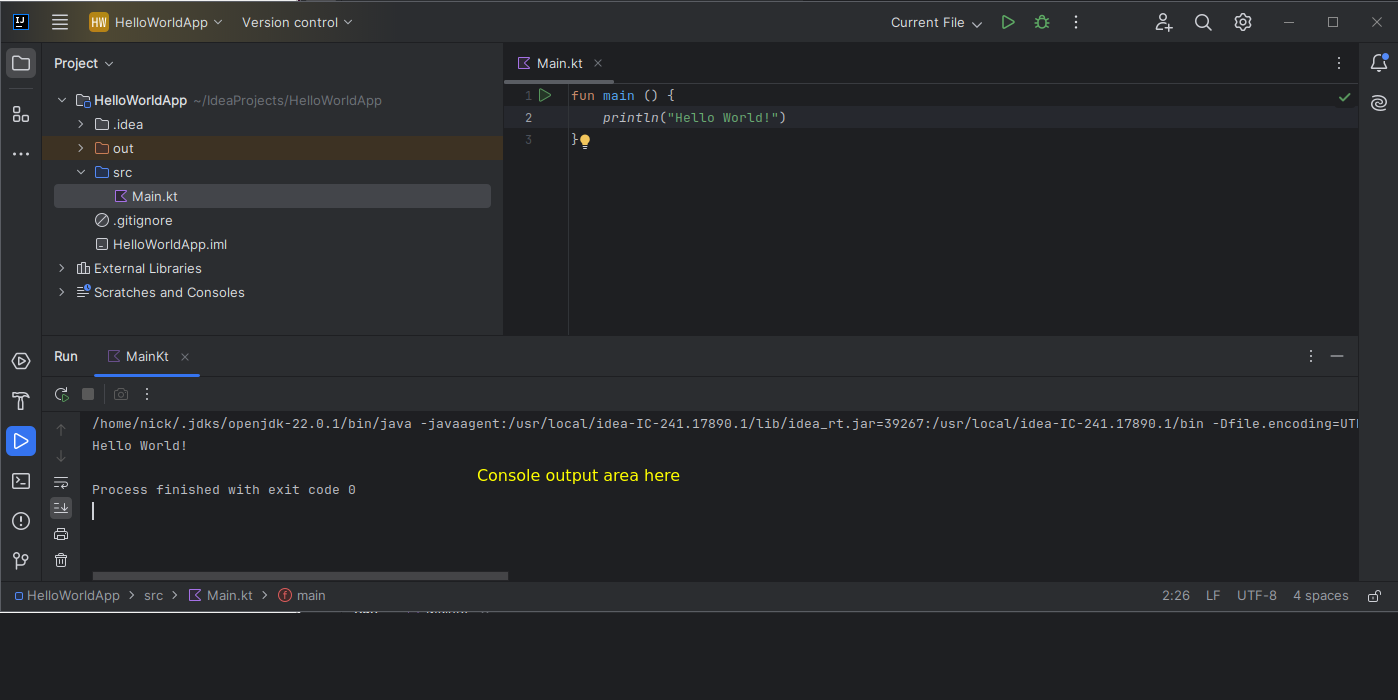 IJ HW HelloWorldApp Version control Current File
Project
HelloWorldApp ~/IdeaProjects/HelloWorldApp
.idea
out
src
Main.kt
.gitignore
HelloWorldApp.iml
External Libraries
Scratches and Consoles
Main.kt
1 fun main () {
2 println("Hello World!")
3 }
Run MainKt
/home/nick/.jdks/openjdk-22.0.1/bin/java -javaagent:/usr/local/idea-IC-241.17890.1/lib/idea_rt.jar=39267:/usr/local/idea-IC-241.17890.1/bin -Dfile.encoding=UT
Hello World!
Console output area here
Process finished with exit code 0
HelloWorldApp > src > Main.kt > f main 2:26 LF UTF-8 4 spaces